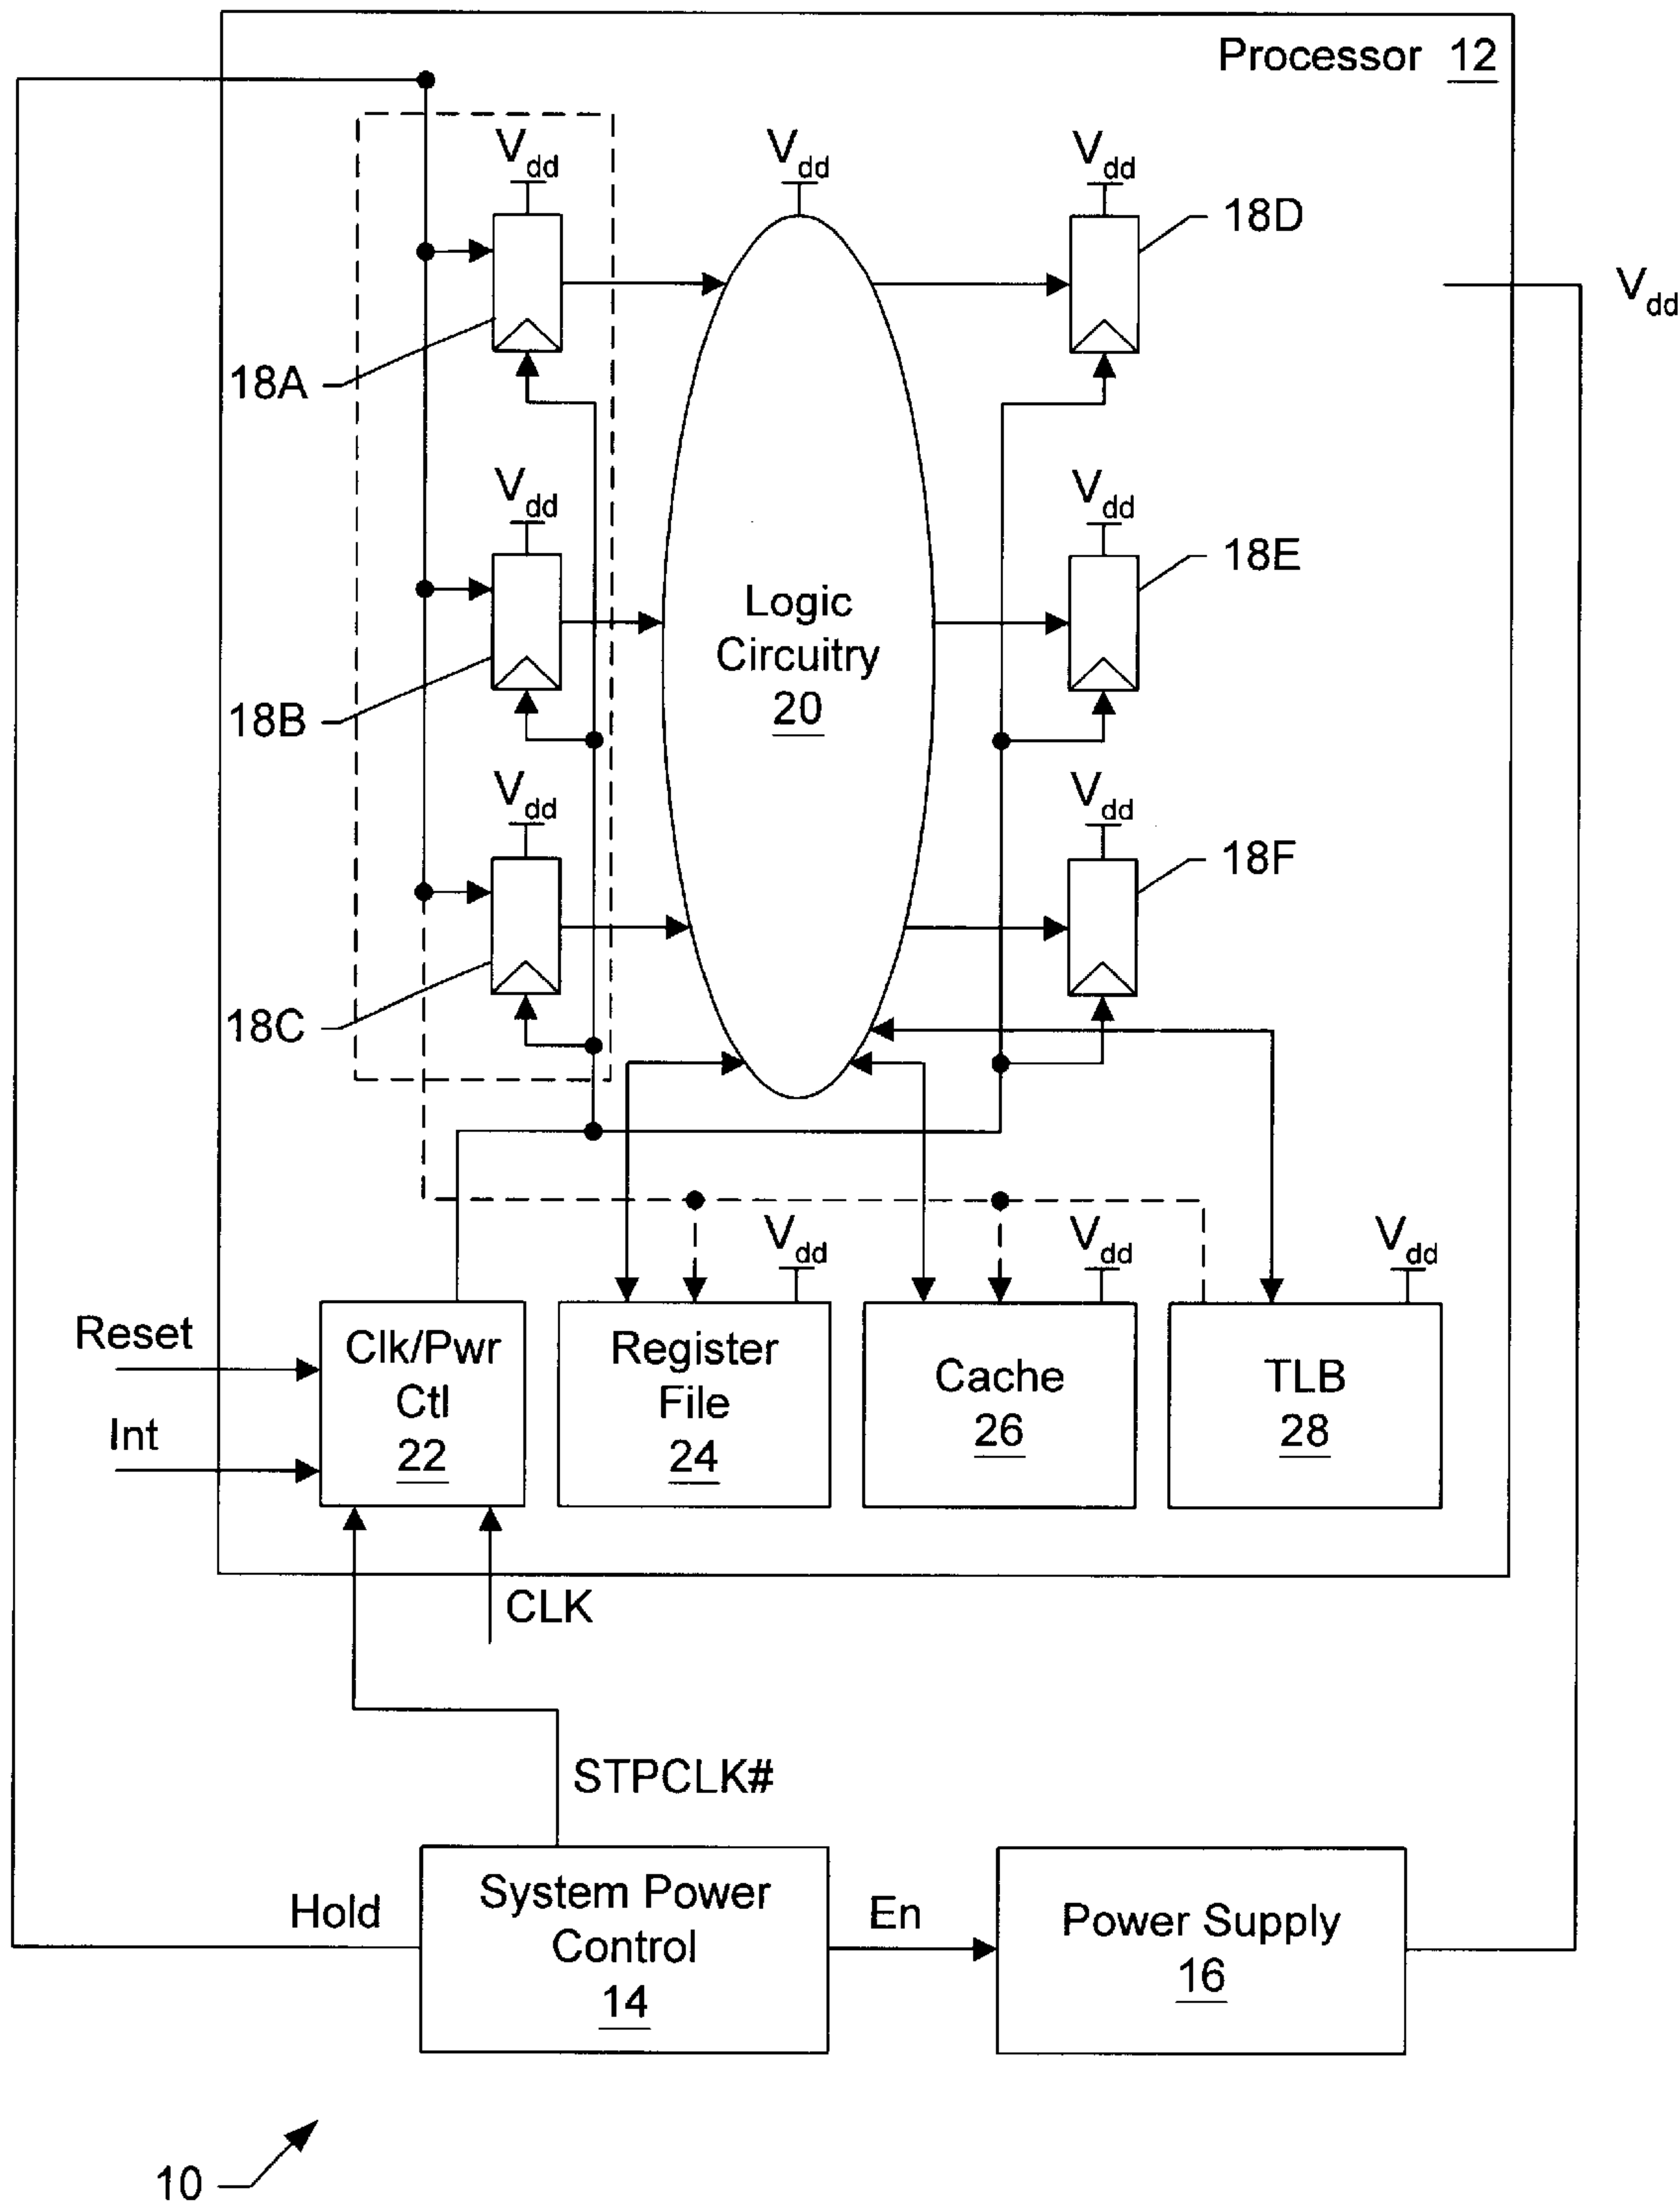 Processor 12
Vdd
Vdd
Vdd
18D
Vdd
18A
Vdd
Vdd
18E
Logic
Circuitry
20
18B
Vdd
Vdd
18F
18C
Vdd
Vdd
Vdd
Reset
Int
Clk/Pwr
Ctl
22
Register
File
24
Cache
26
TLB
28
CLK
STPCLK#
Hold
System Power
Control
14
En
Power Supply
16
10